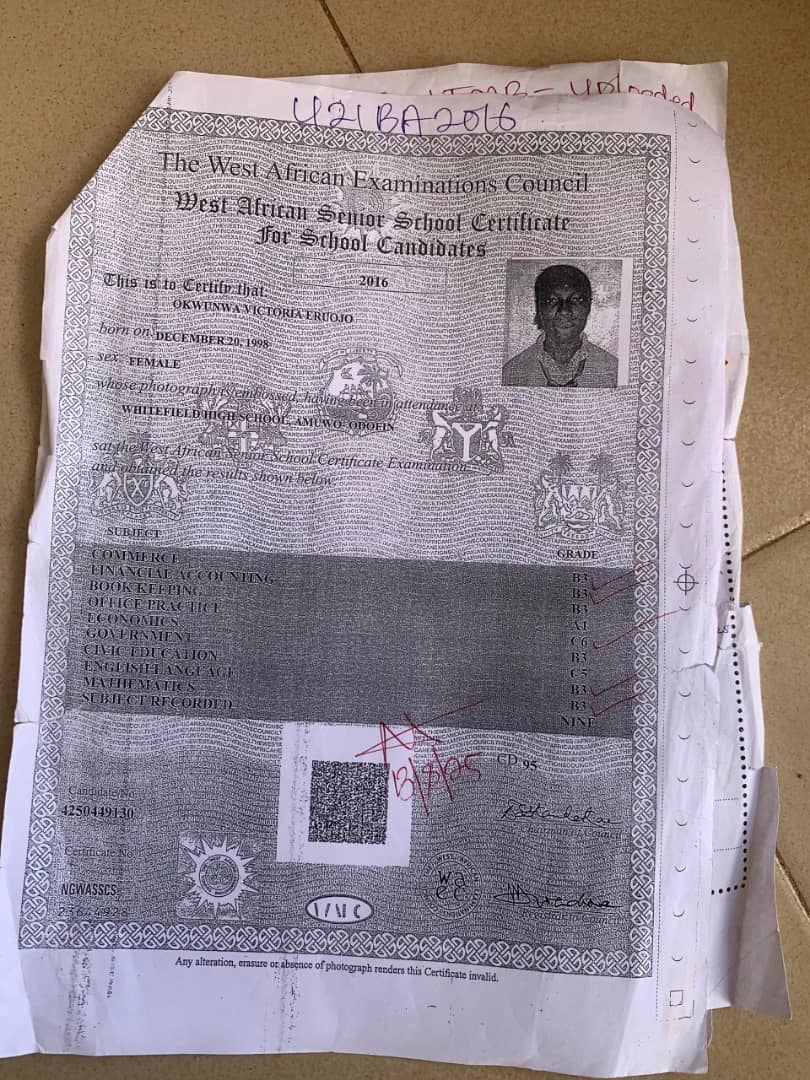 Uploaded
421BA2016
The West African Examinations Council
West African Senior School Certificate
For School Candidates
2016
This is to Certify that:
OKWUNWA VICTORIA ERUOJO
born on: DECEMBER 20, 1998
sex: FEMALE
whose photograph is embossed, having been in attendance at
WHITEFIELD HIGH SCHOOL, AMUWO-ODOFIN
sat the West African Senior School Certificate Examination
and obtained the results shown below
SUBJECT GRADE
COMMERCE B3
FINANCIAL ACCOUNTING B3
BOOK KEEPING B3
OFFICE PRACTICE A1
ECONOMICS C6
GOVERNMENT B3
CIVIC EDUCATION C5
ENGLISH LANGUAGE B3
MATHEMATICS B3
SUBJECT RECORDED NINE
CD. 95
Candidate No.
4250449130
Chairman of Council
Certificate No.
NGWASSCS
waec
Any alteration, erasure or absence of photograph renders this Certificate invalid.